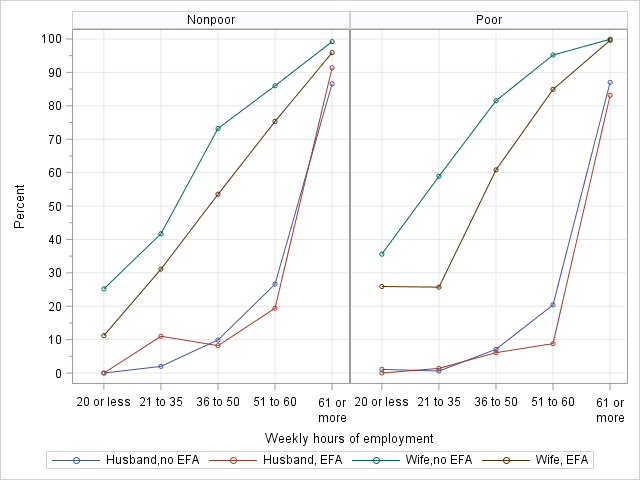 Nonpoor
Poor
100
90
80
70
60
50
40
30
20
10
0
Percent
20 or less 21 to 35 36 to 50 51 to 60 61 or more
20 or less 21 to 35 36 to 50 51 to 60 61 or more
Weekly hours of employment
Husband,no EFA Husband, EFA Wife,no EFA Wife, EFA